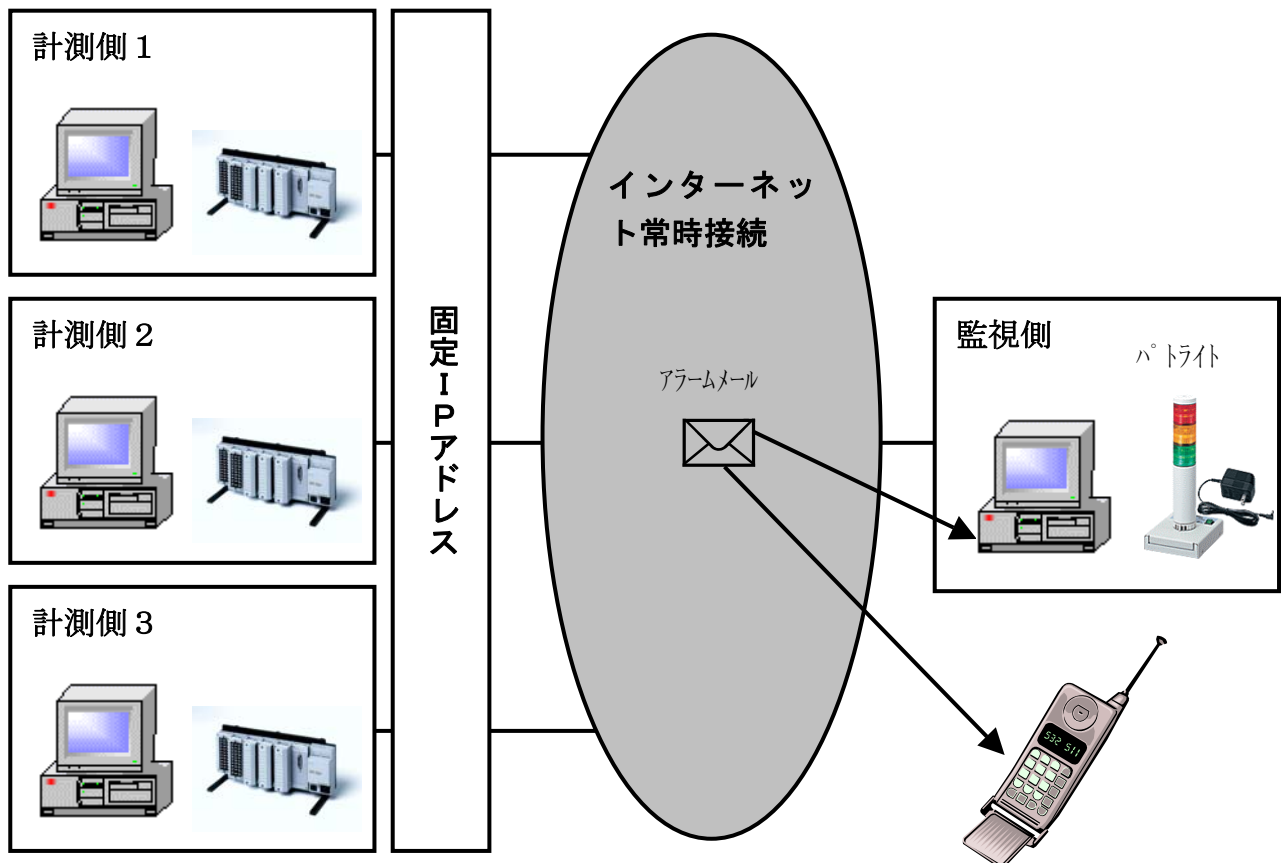 計測側１
計測側２
計測側３
固定ＩＰアドレス
インターネッ
ト常時接続
アラームメール
監視側
パトライト